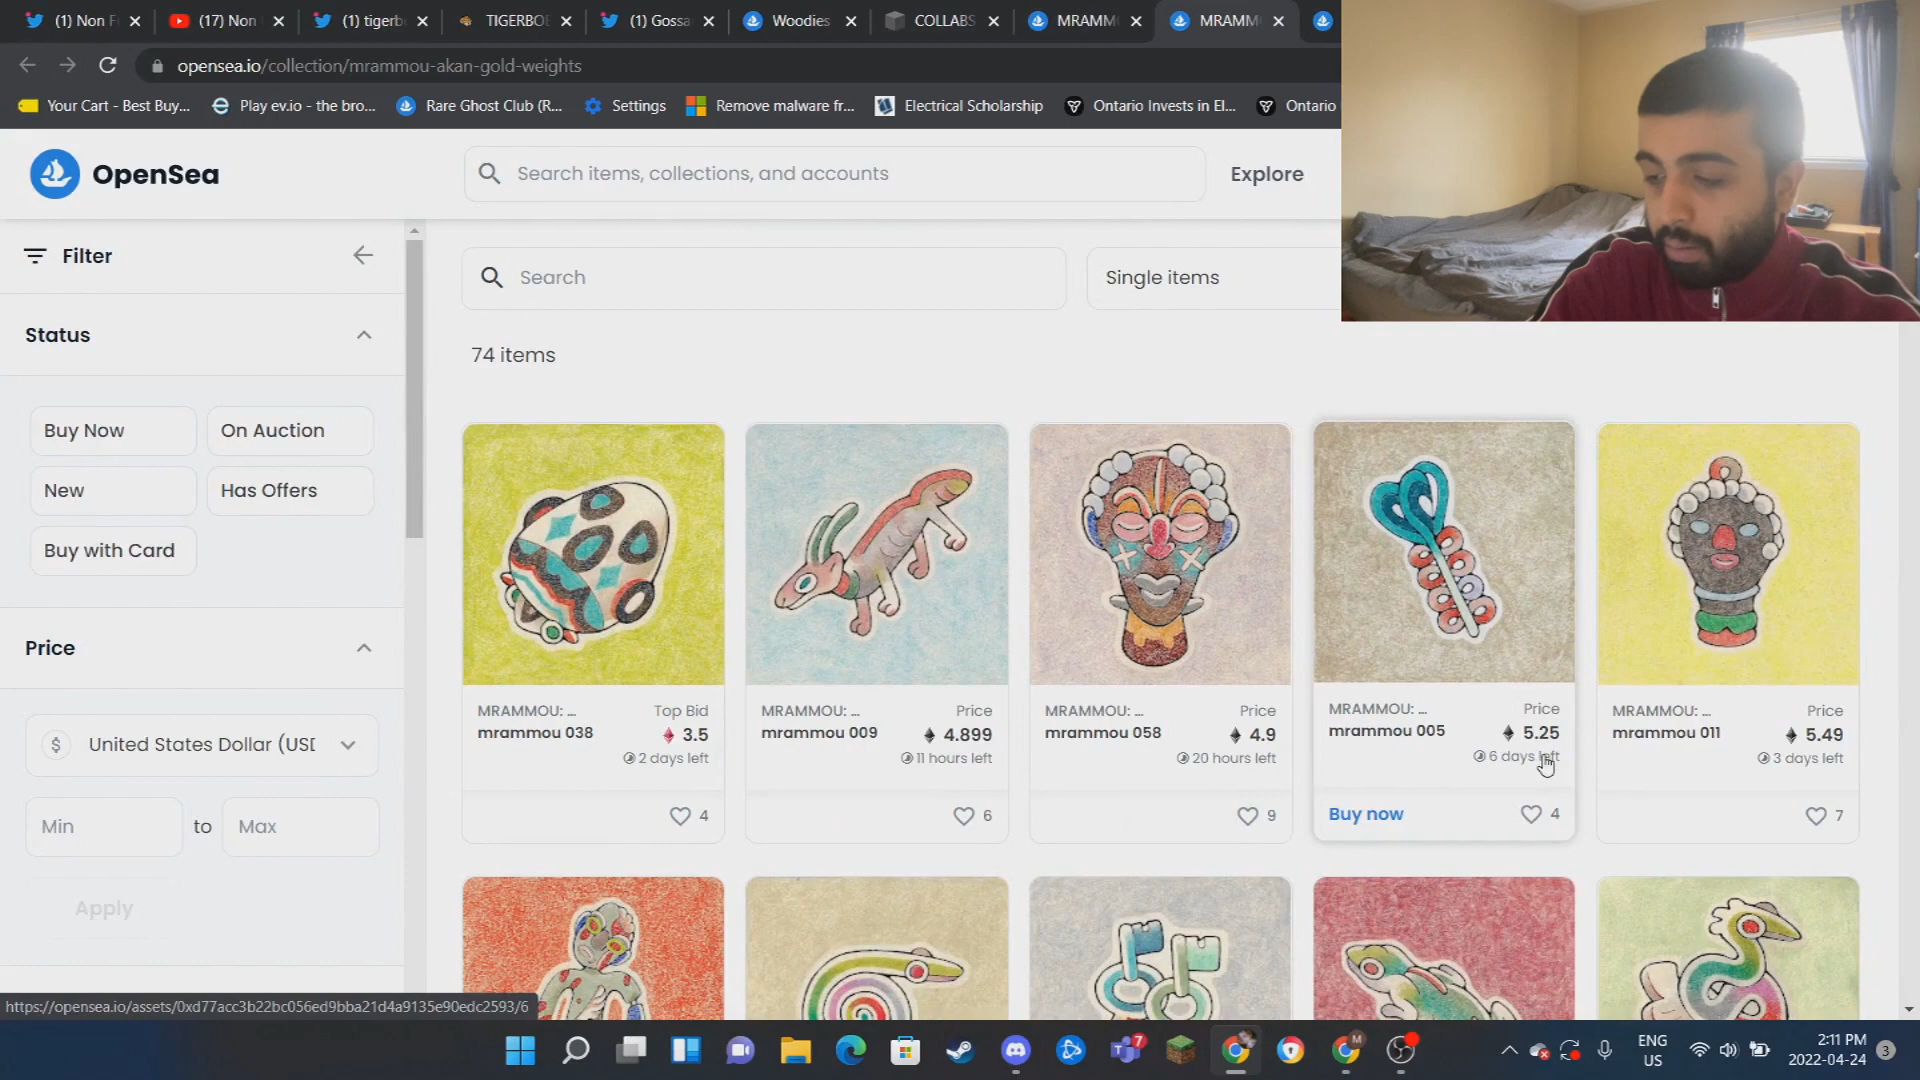 (1) Non F
(17) Non
(1) tigerb
TIGERBOE
(1) Gossa
Woodies
COLLABS
MRAMM
MRAMM
opensea.io/collection/mrammou-akan-gold-weights
Your Cart - Best Buy...
Play ev.io - the bro...
Rare Ghost Club (R...
Settings
Remove malware fr...
Electrical Scholarship
Ontario Invests in El...
Ontario
OpenSea
Search items, collections, and accounts
Explore
Filter
Search
Single items
Status
74 items
Buy Now
On Auction
New
Has Offers
Buy with Card
Price
$ United States Dollar (USD
Min
to
Max
Apply
MRAMMOU: ...
Top Bid
mrammou 038
3.5
2 days left
4
MRAMMOU: ...
Price
mrammou 009
4.899
11 hours left
6
MRAMMOU: ...
Price
mrammou 058
4.9
20 hours left
9
MRAMMOU: ...
Price
mrammou 005
5.25
6 days left
Buy now
4
MRAMMOU: ...
Price
mrammou 011
5.49
3 days left
7
https://opensea.io/assets/0xd77acc3b22bc056ed9bba21d4a9135e90edc2593/6
7
M
ENG
US
2:11 PM
2022-04-24
3